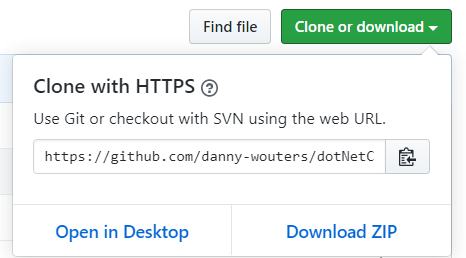 Find file
Clone or download
Clone with HTTPS
Use Git or checkout with SVN using the web URL.
https://github.com/danny-wouters/dotNetC
Open in Desktop
Download ZIP